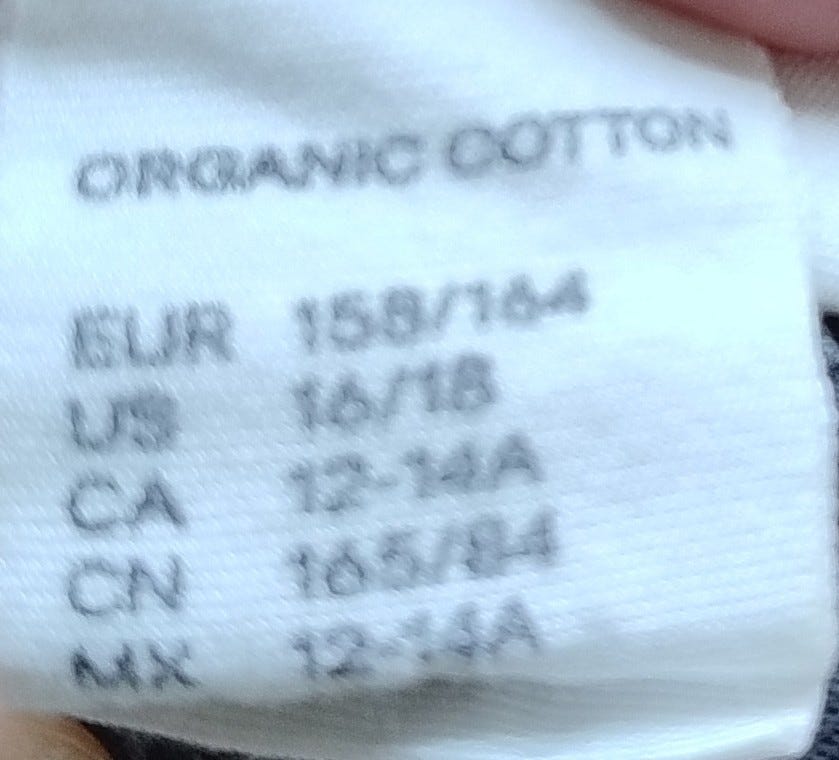 ORGANIC COTTON
EUR 158/164
US 16/18
CA 12-14A
CN 165/84
MX 12-14A